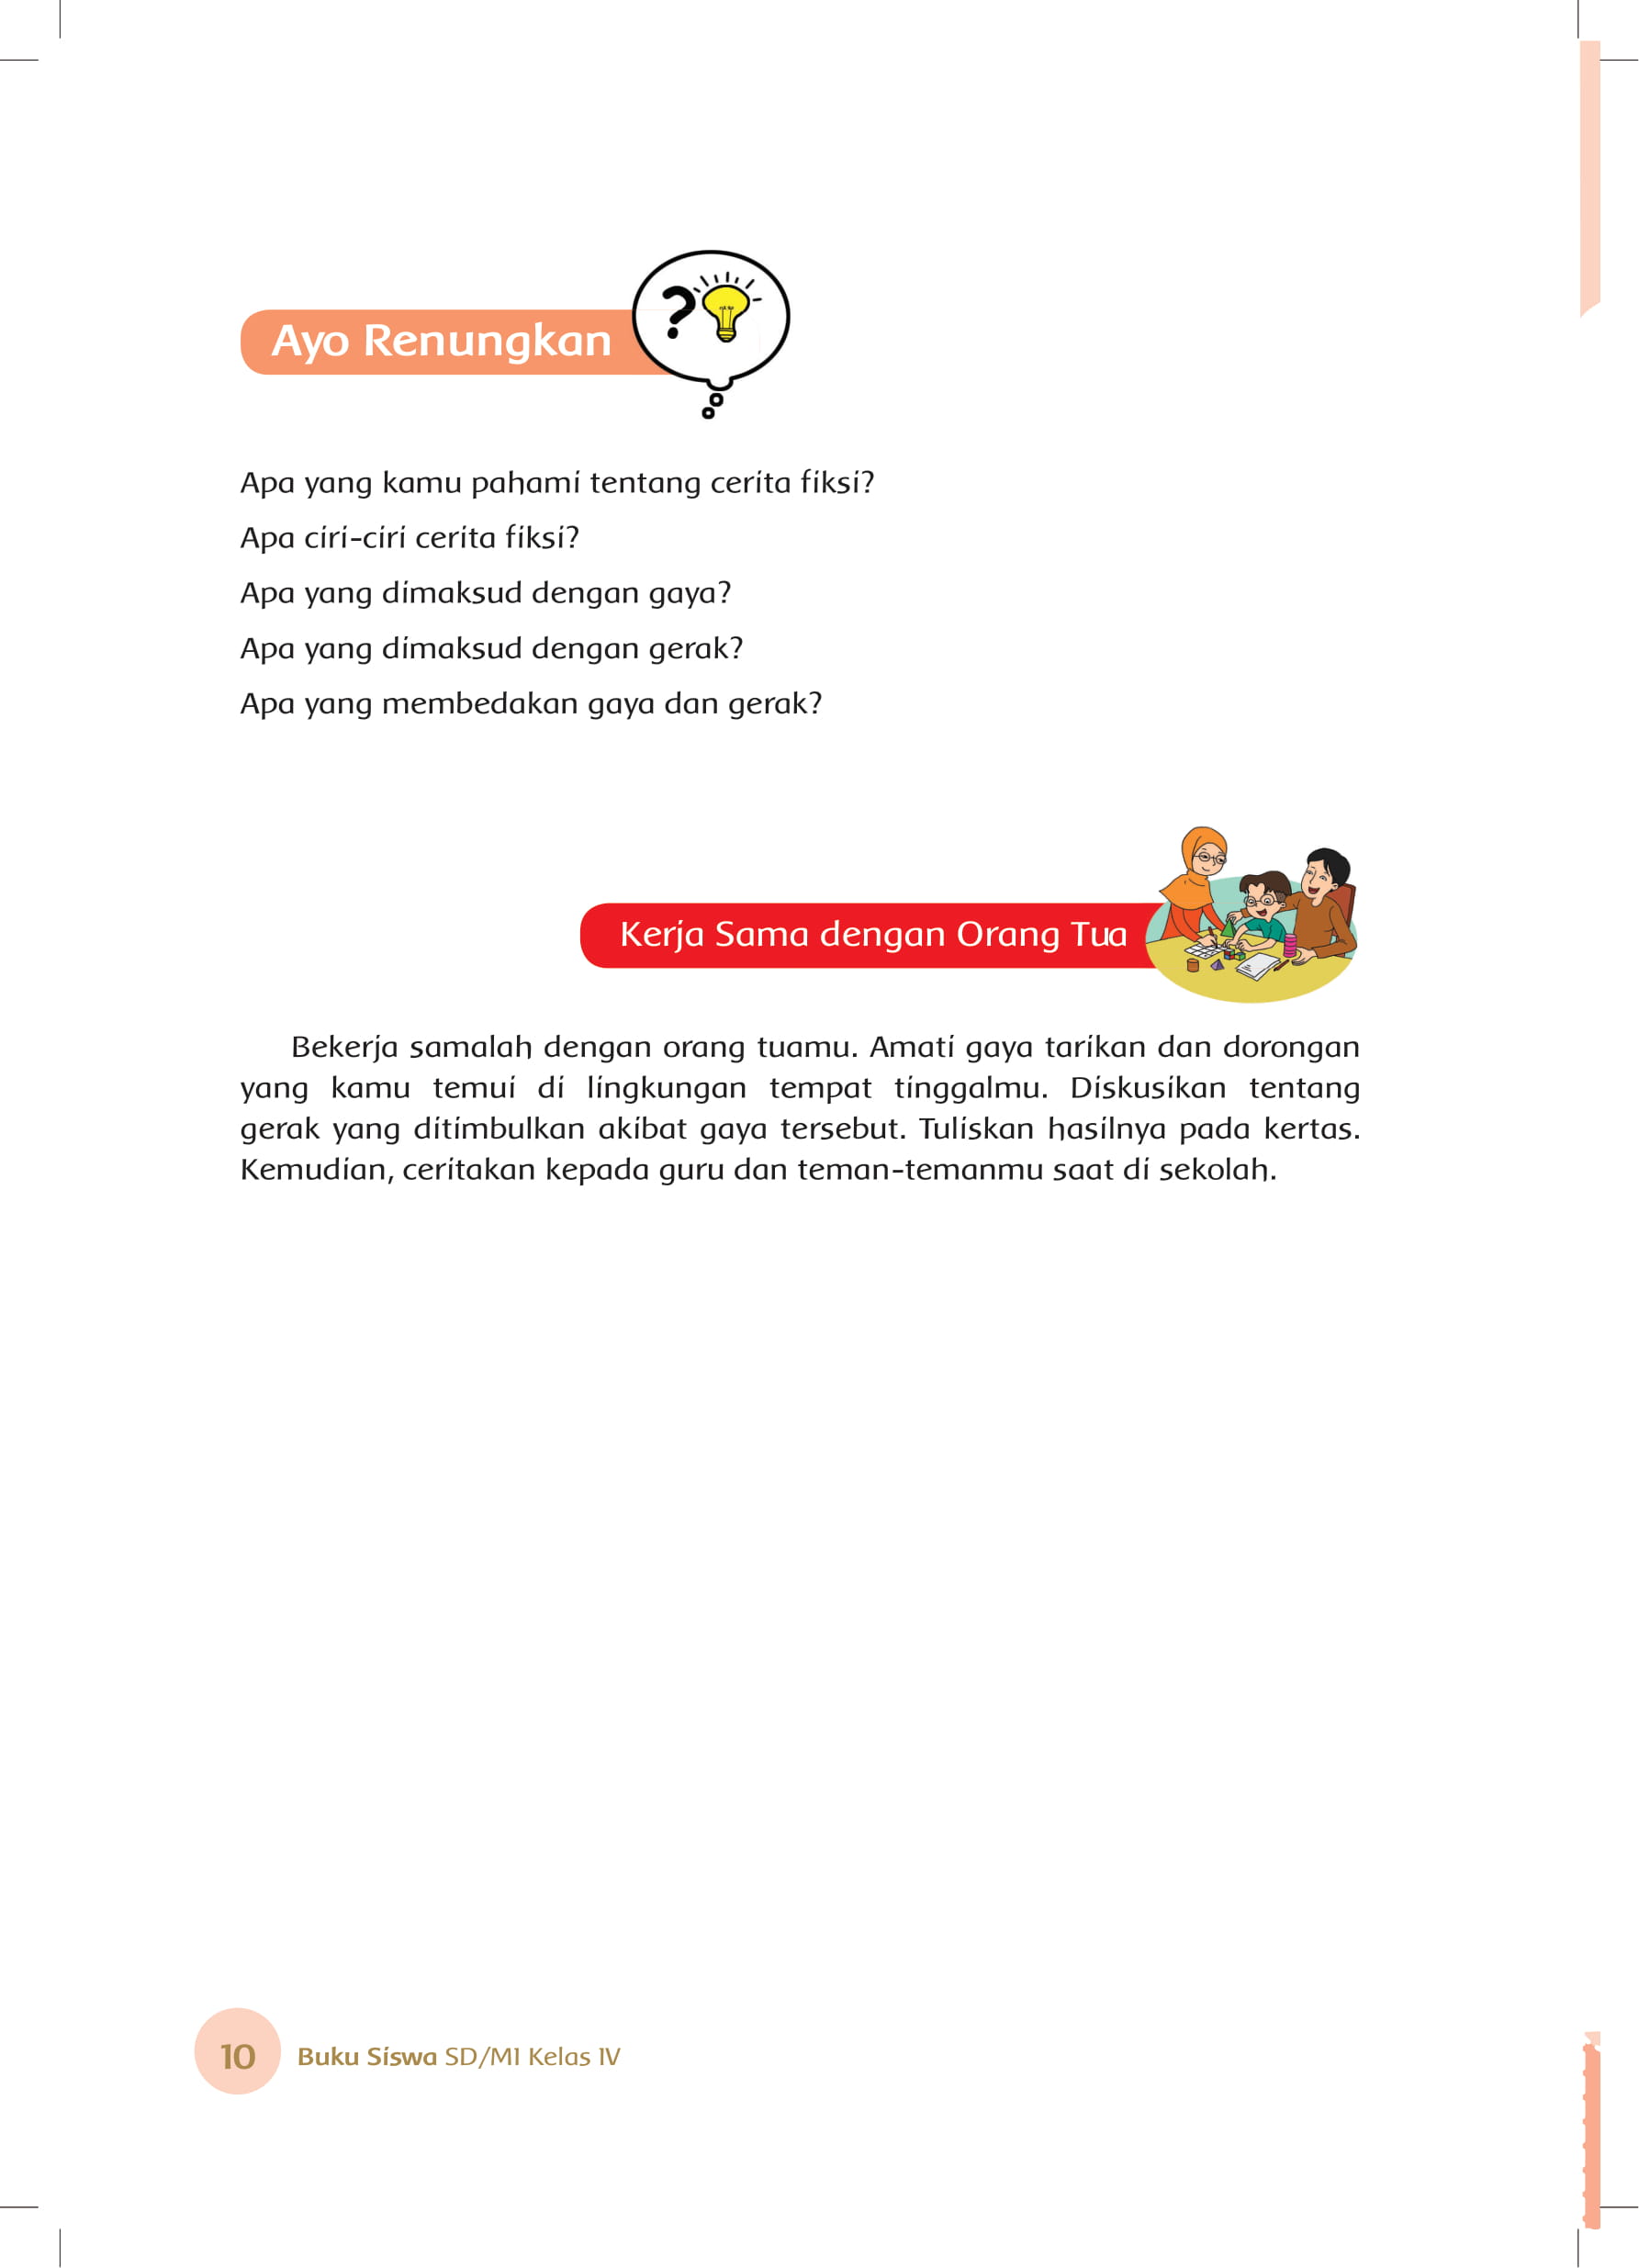 Ayo Renungkan
?
Apa yang kamu pahami tentang cerita fiksi?
Apa ciri-ciri cerita fiksi?
Apa yang dimaksud dengan gaya?
Apa yang dimaksud dengan gerak?
Apa yang membedakan gaya dan gerak?
Kerja Sama dengan Orang Tua
Bekerja samalah dengan orang tuamu. Amati gaya tarikan dan dorongan
yang kamu temui di lingkungan tempat tinggalmu. Diskusikan tentang
gerak yang ditimbulkan akibat gaya tersebut. Tuliskan hasilnya pada kertas.
Kemudian, ceritakan kepada guru dan teman-temanmu saat di sekolah.
10 Buku Siswa SD/MI Kelas IV